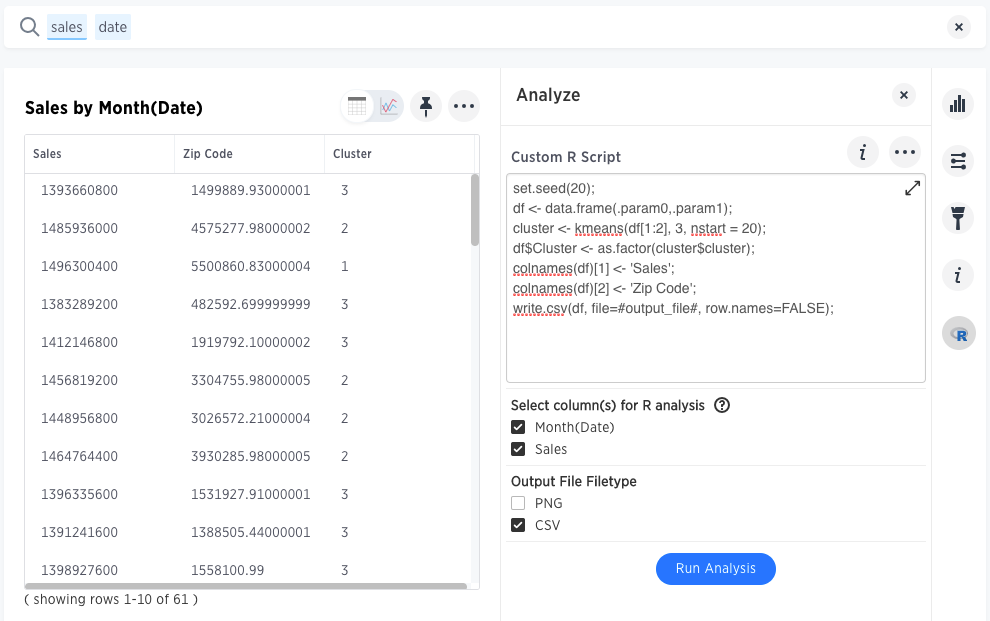 sales date
Sales by Month(Date)
Sales Zip Code Cluster
1393660800 1499889.93000001 3
1485936000 4575277.98000002 2
1496300400 5500860.83000004 1
1383289200 482592.699999999 3
1412146800 1919792.10000002 3
1456819200 3304755.98000005 2
1448956800 3026572.21000004 2
1464764400 3930285.98000005 2
1396335600 1531927.91000001 3
1391241600 1388505.44000001 3
1398927600 1558100.99 3
( showing rows 1-10 of 61 )
Analyze
Custom R Script
set.seed(20);
df <- data.frame(.param0,.param1);
cluster <- kmeans(df[1:2], 3, nstart = 20);
df$Cluster <- as.factor(cluster$cluster);
colnames(df)[1] <- 'Sales';
colnames(df)[2] <- 'Zip Code';
write.csv(df, file=#output_file#, row.names=FALSE);
Select column(s) for R analysis
Month(Date)
Sales
Output File Filetype
PNG
CSV
Run Analysis
R